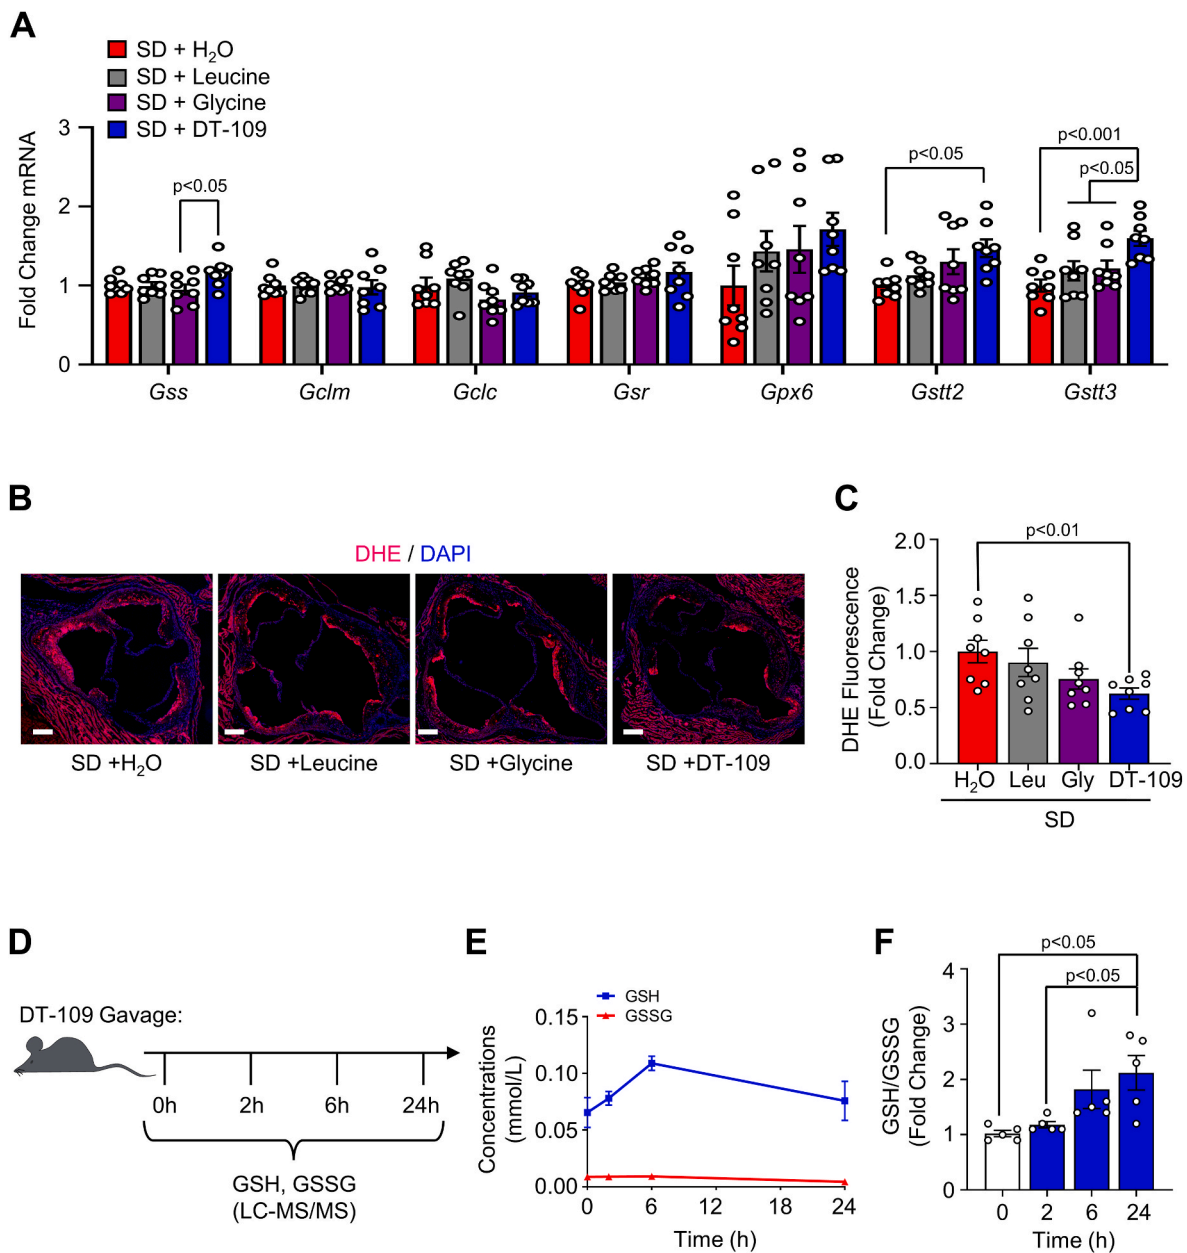 A
SD + H₂O
SD + Leucine
SD + Glycine
SD + DT-109
Fold Change mRNA
3
2
1
0
p<0.05
p<0.05
p<0.001
p<0.05
Gss
Gclm
Gclc
Gsr
Gpx6
Gstt2
Gstt3
B
DHE / DAPI
SD +H₂O
SD +Leucine
SD +Glycine
SD +DT-109
C
DHE Fluorescence
(Fold Change)
2.0
1.5
1.0
0.5
0.0
p<0.01
H₂O
Leu
Gly
DT-109
SD
D
DT-109 Gavage:
0h
2h
6h
24h
GSH, GSSG
(LC-MS/MS)
E
GSH
GSSG
Concentrations
(mmol/L)
0.15
0.10
0.05
0.00
0
6
12
18
24
Time (h)
F
GSH/GSSG
(Fold Change)
4
3
2
1
0
p<0.05
p<0.05
0
2
6
24
Time (h)